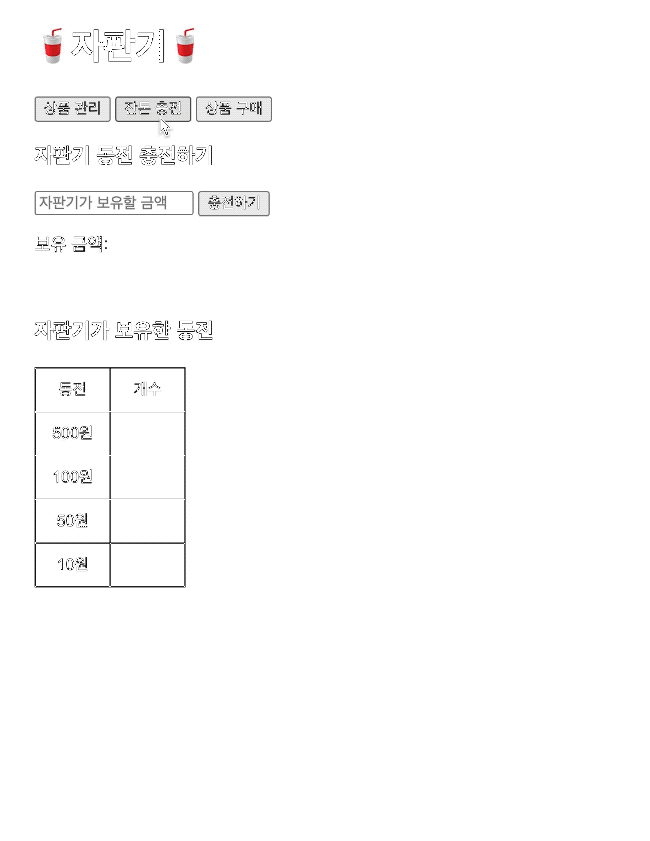 🥤자판기🥤
상품 관리 잔돈 충전 상품 구매
자판기 동전 충전하기
자판기가 보유할 금액 충전하기
보유 금액:
자판기가 보유한 동전
동전 개수
500원
100원
50원
10원